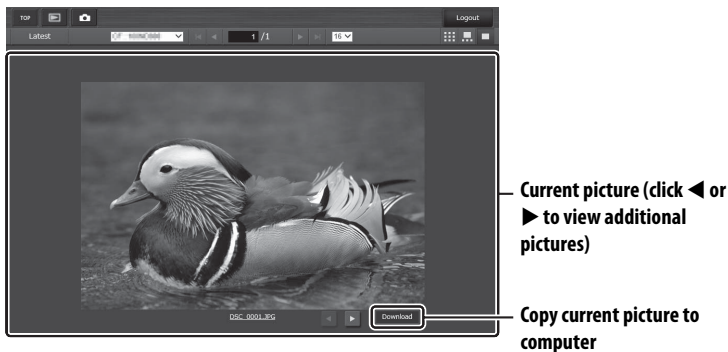 TOP
Logout
Latest
1 /1
16
Current picture (click ◀ or
▶ to view additional
pictures)
DSC_0001.JPG
Download
Copy current picture to
computer